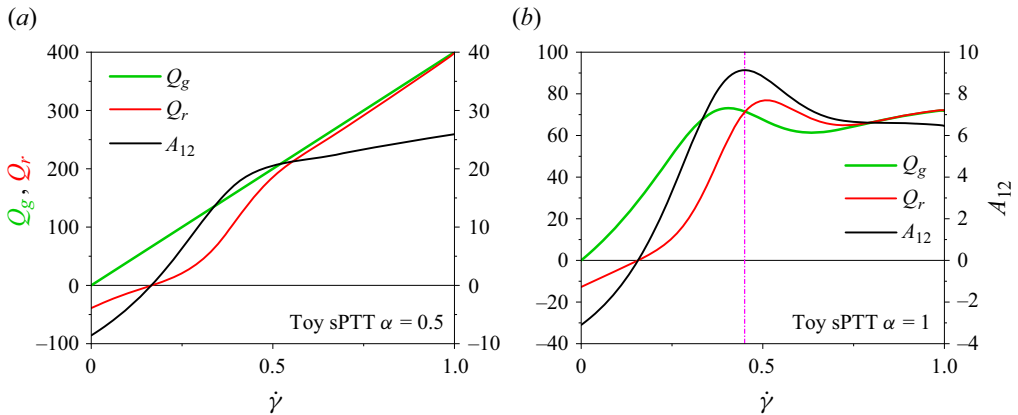 (a)
(b)
400
300
200
100
0
–100
40
30
20
10
0
–10
Q_g, Q_r
Q_g
Q_r
A_12
Toy sPTT α = 0.5
0
0.5
1.0
γ̇
100
80
60
40
20
0
–20
–40
10
8
6
4
2
0
–2
–4
A_12
Q_g
Q_r
A_12
Toy sPTT α = 1
0
0.5
1.0
γ̇